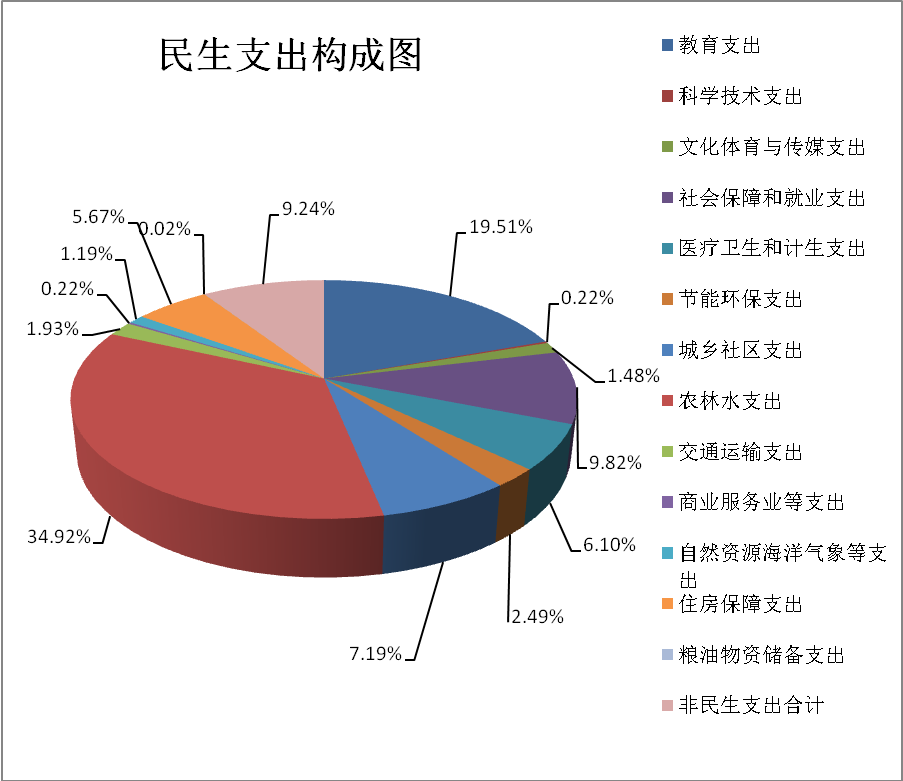 民生支出构成图
教育支出
科学技术支出
文化体育与传媒支出
社会保障和就业支出
医疗卫生和计生支出
节能环保支出
城乡社区支出
农林水支出
交通运输支出
商业服务业等支出
自然资源海洋气象等支
出
住房保障支出
粮油物资储备支出
非民生支出合计
19.51%
0.22%
1.48%
9.82%
6.10%
2.49%
7.19%
34.92%
1.93%
0.22%
1.19%
5.67%
0.02%
9.24%